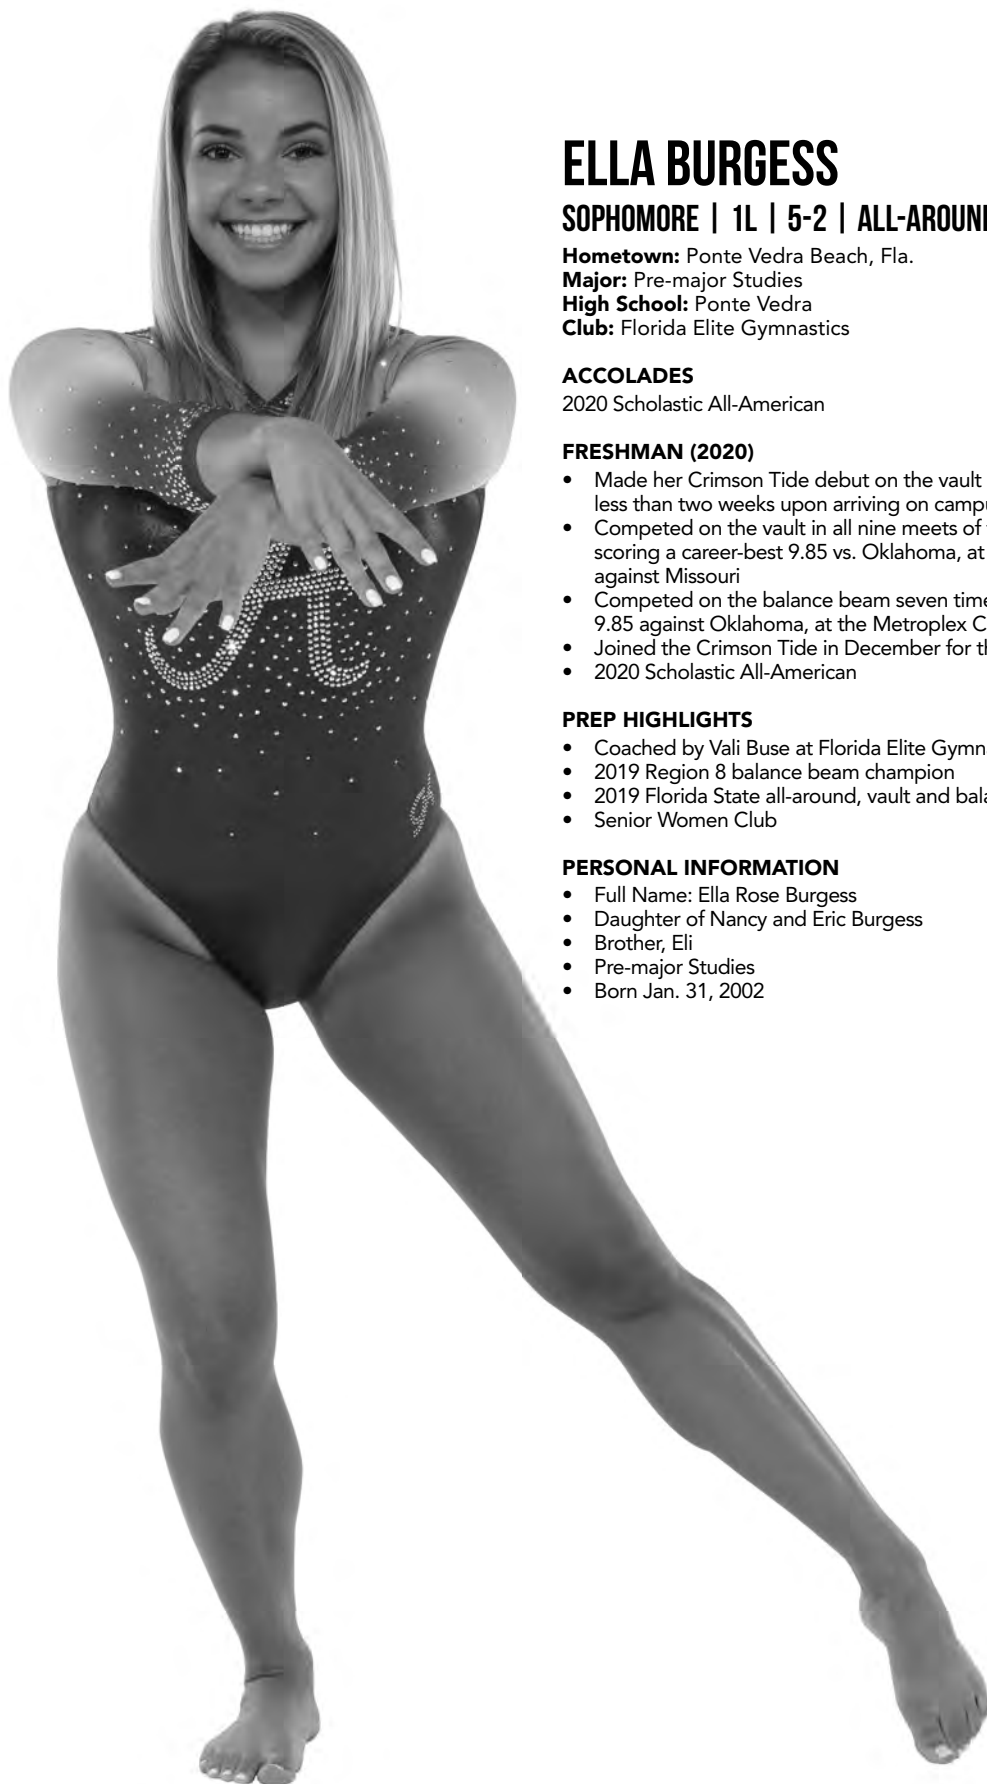 ELLA BURGESS
SOPHOMORE | 1L | 5-2 | ALL-AROUND
Hometown: Ponte Vedra Beach, Fla.
Major: Pre-major Studies
High School: Ponte Vedra
Club: Florida Elite Gymnastics
ACCOLADES
2020 Scholastic All-American
FRESHMAN (2020)
• Made her Crimson Tide debut on the vault
less than two weeks upon arriving on
• Competed on the vault in all nine meets of
scoring a career-best 9.85 vs. Oklahoma, at
against Missouri
• Competed on the balance beam seven
9.85 against Oklahoma, at the Metroplex
• Joined the Crimson Tide in December for
• 2020 Scholastic All-American
PREP HIGHLIGHTS
• Coached by Vali Buse at Florida Elite
• 2019 Region 8 balance beam champion
• 2019 Florida State all-around, vault and
• Senior Women Club
PERSONAL INFORMATION
• Full Name: Ella Rose Burgess
• Daughter of Nancy and Eric Burgess
• Brother, Eli
• Pre-major Studies
• Born Jan. 31, 2002
A